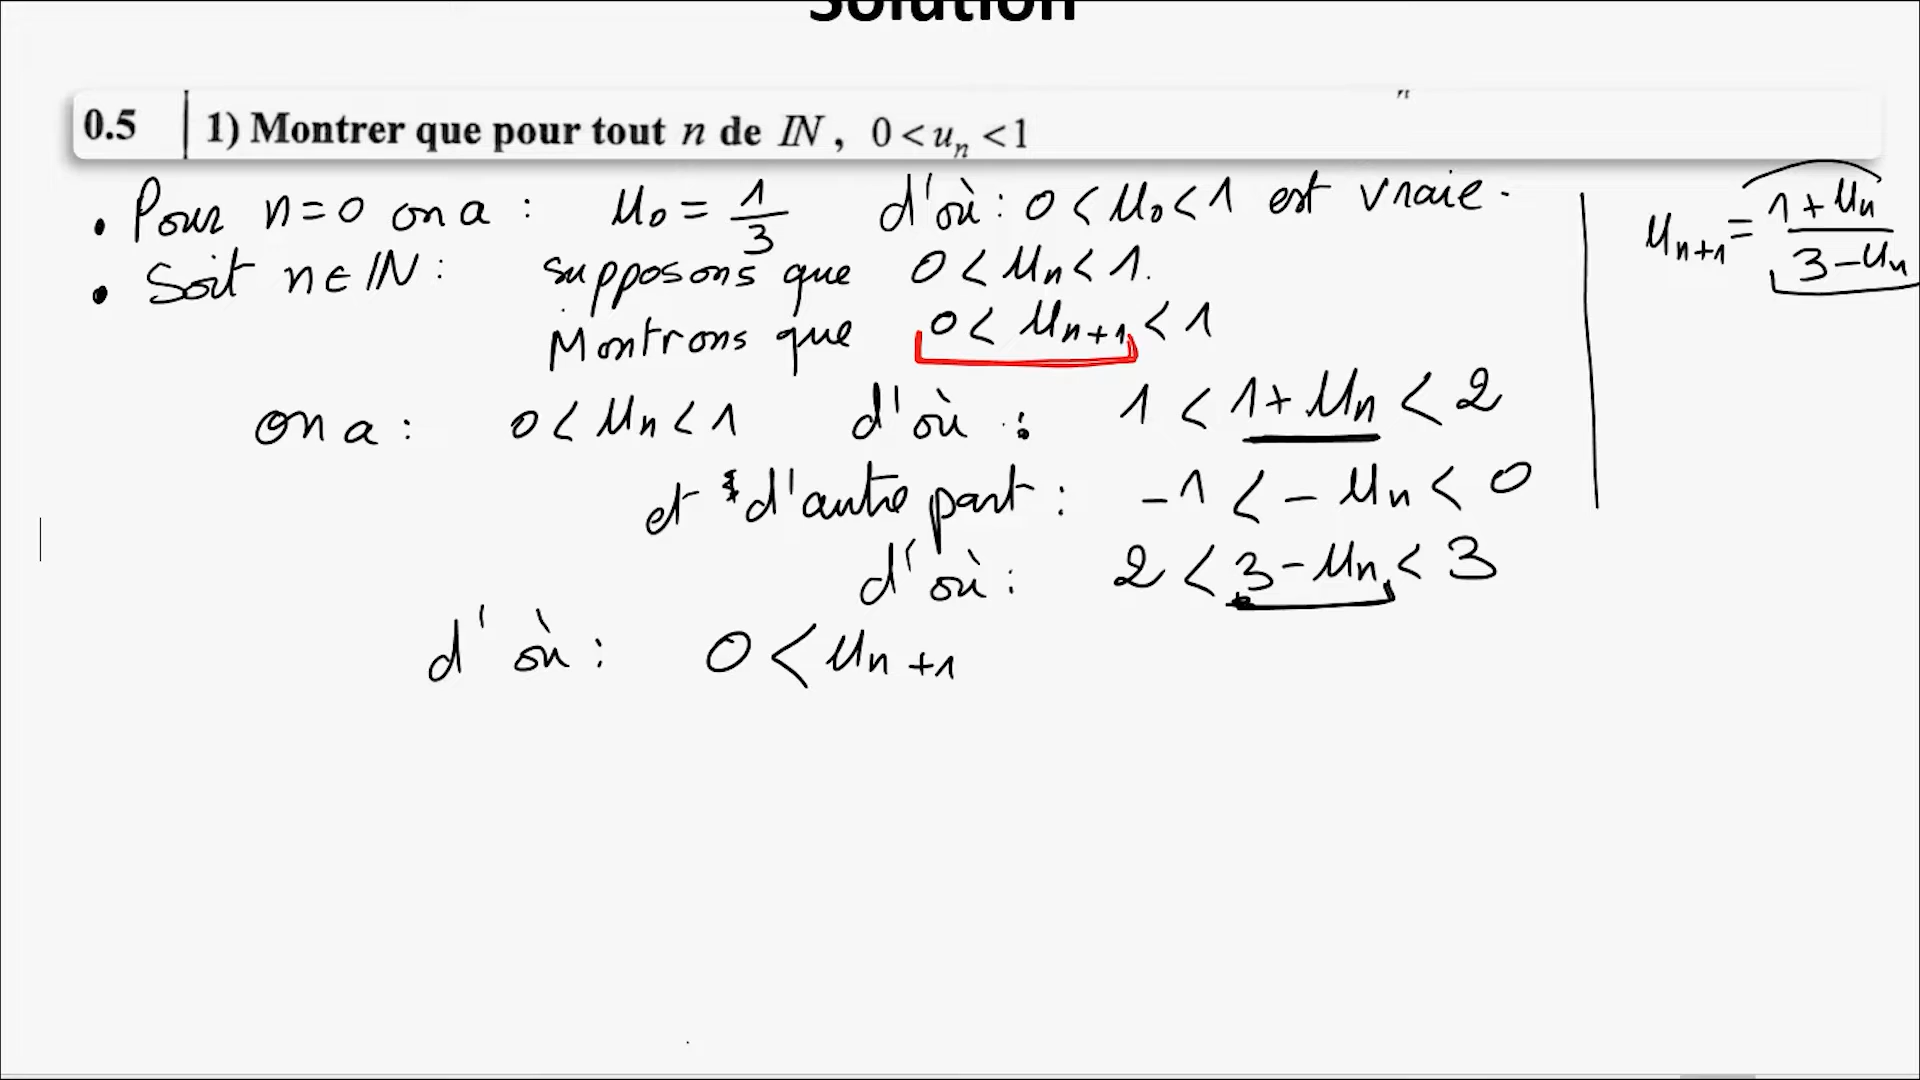 Solution
0.5 1) Montrer que pour tout n de IN, 0 < u_n < 1
n
• Pour n=0 on a : u_0 = 1/3 d'où : 0 < u_0 < 1 est vraie.
• Soit n ∈ IN : supposons que 0 < u_n < 1.
Montrons que 0 < u_{n+1} < 1
on a : 0 < u_n < 1 d'où : 1 < 1+u_n < 2
et d'autre part : -1 < -u_n < 0
d'où : 2 < 3-u_n < 3
d'où : 0 < u_{n+1}
u_{n+1} = (1+u_n)/(3-u_n)